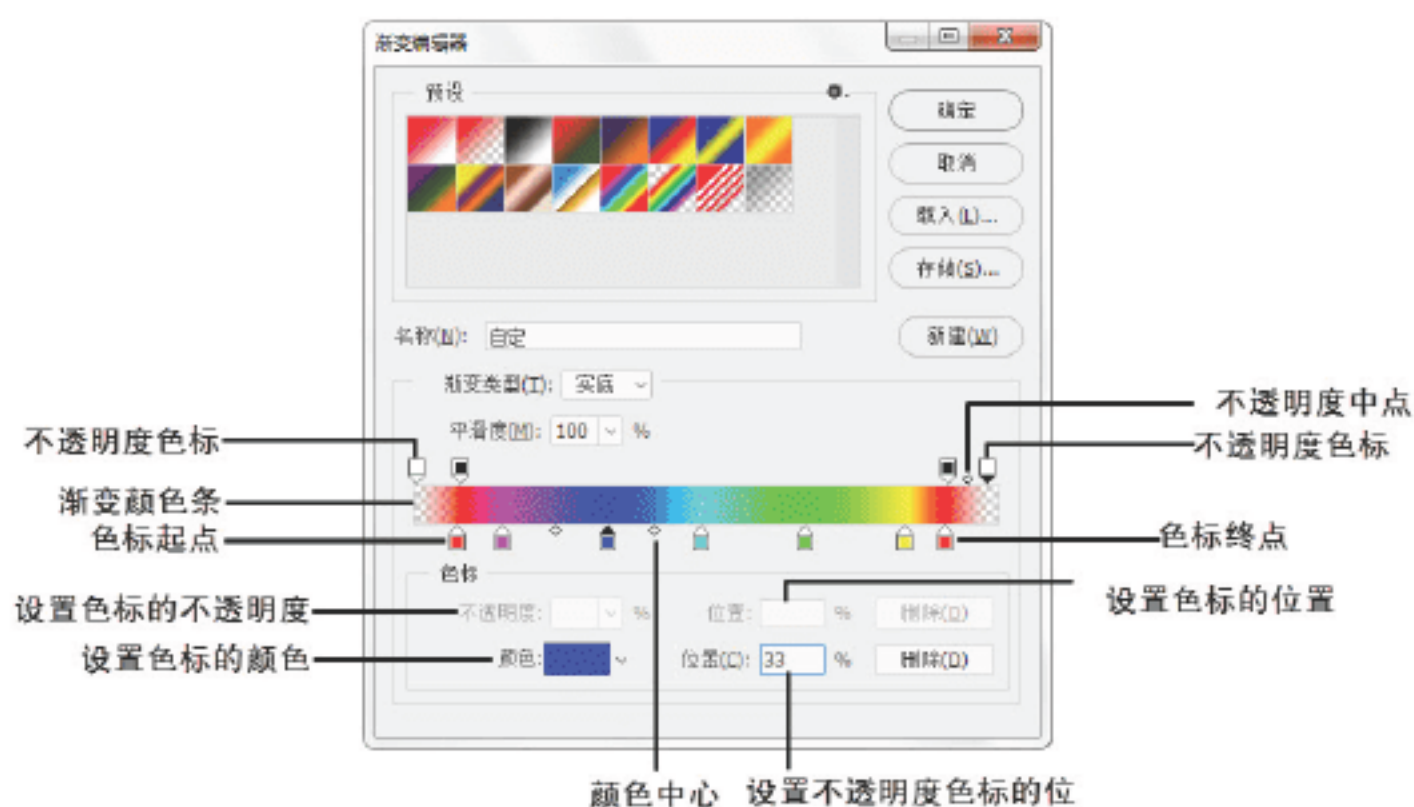 渐变编辑器
预设
确定
取消
载入(L)...
存储(S)...
名称(N): 自定
新建(W)
渐变类型(T): 实底
平滑度(M): 100 %
不透明度中点
不透明度色标
不透明度色标
渐变颜色条
色标起点
色标终点
色标
设置色标的不透明度
不透明度: %
位置: %
删除(D)
设置色标的位置
设置色标的颜色
颜色:
位置(C): 33 %
删除(D)
颜色中心
设置不透明度色标的位